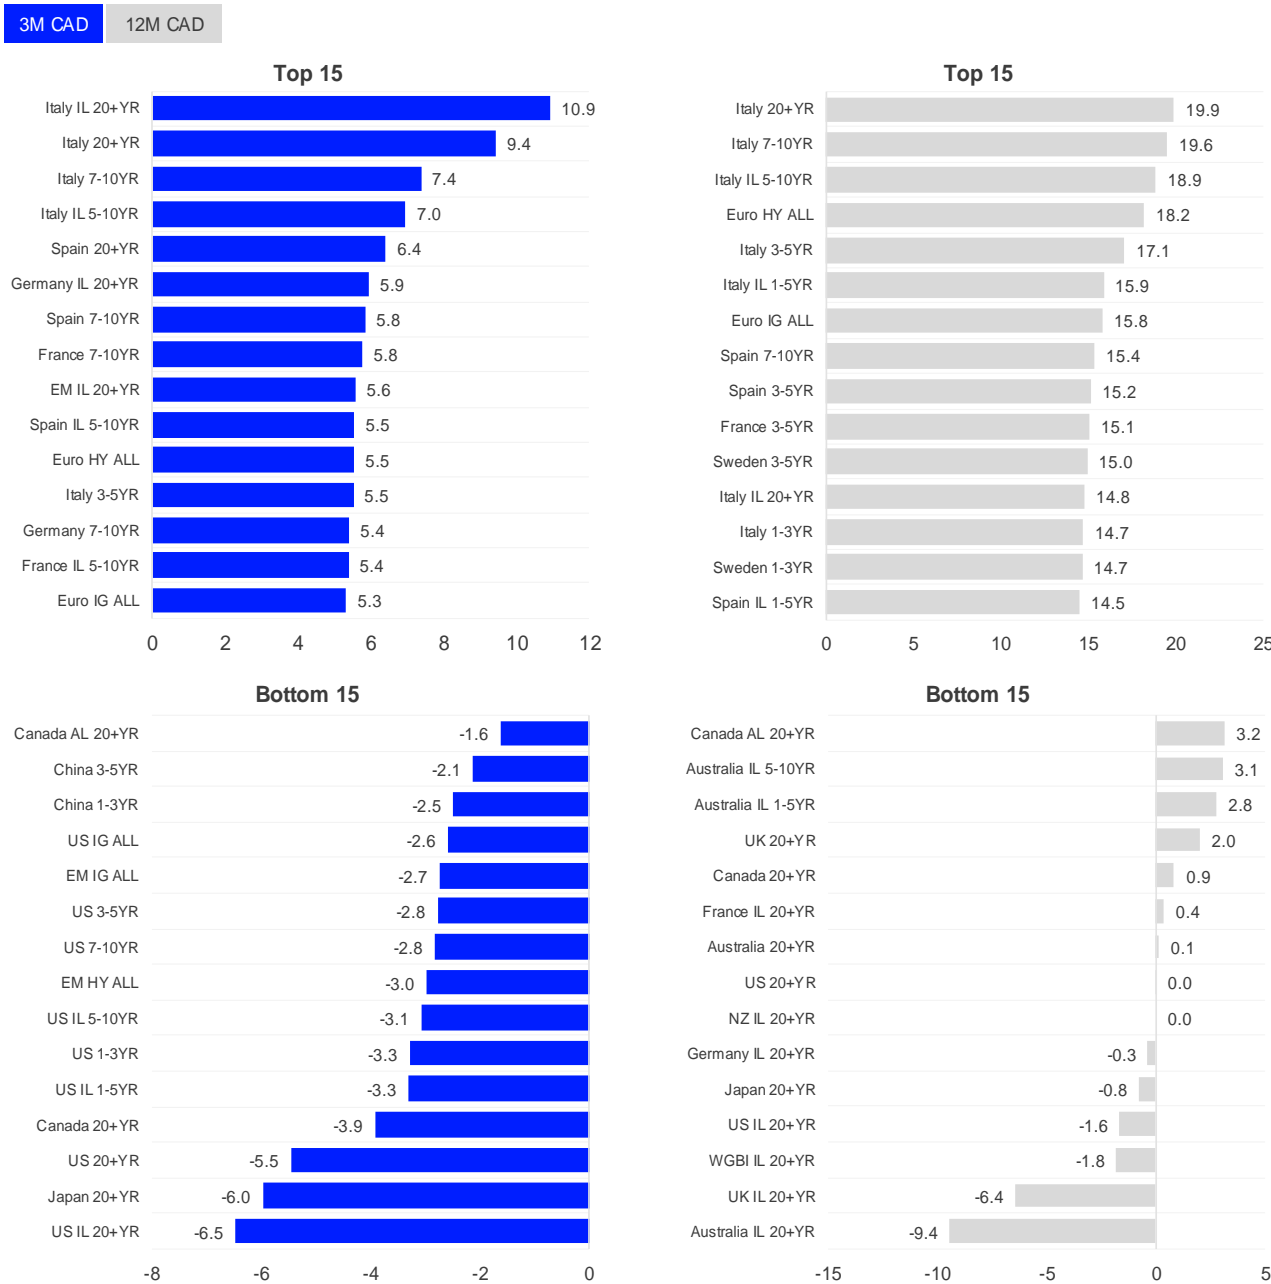 3M CAD 12M CAD
Top 15
Italy IL 20+YR 10.9
Italy 20+YR 9.4
Italy 7-10YR 7.4
Italy IL 5-10YR 7.0
Spain 20+YR 6.4
Germany IL 20+YR 5.9
Spain 7-10YR 5.8
France 7-10YR 5.8
EM IL 20+YR 5.6
Spain IL 5-10YR 5.5
Euro HY ALL 5.5
Italy 3-5YR 5.5
Germany 7-10YR 5.4
France IL 5-10YR 5.4
Euro IG ALL 5.3
0 2 4 6 8 10 12
Top 15
Italy 20+YR 19.9
Italy 7-10YR 19.6
Italy IL 5-10YR 18.9
Euro HY ALL 18.2
Italy 3-5YR 17.1
Italy IL 1-5YR 15.9
Euro IG ALL 15.8
Spain 7-10YR 15.4
Spain 3-5YR 15.2
France 3-5YR 15.1
Sweden 3-5YR 15.0
Italy IL 20+YR 14.8
Italy 1-3YR 14.7
Sweden 1-3YR 14.7
Spain IL 1-5YR 14.5
0 5 10 15 20 25
Bottom 15
Canada AL 20+YR -1.6
China 3-5YR -2.1
China 1-3YR -2.5
US IG ALL -2.6
EM IG ALL -2.7
US 3-5YR -2.8
US 7-10YR -2.8
EM HY ALL -3.0
US IL 5-10YR -3.1
US 1-3YR -3.3
US IL 1-5YR -3.3
Canada 20+YR -3.9
US 20+YR -5.5
Japan 20+YR -6.0
US IL 20+YR -6.5
-8 -6 -4 -2 0
Bottom 15
Canada AL 20+YR 3.2
Australia IL 5-10YR 3.1
Australia IL 1-5YR 2.8
UK 20+YR 2.0
Canada 20+YR 0.9
France IL 20+YR 0.4
Australia 20+YR 0.1
US 20+YR 0.0
NZ IL 20+YR 0.0
Germany IL 20+YR -0.3
Japan 20+YR -0.8
US IL 20+YR -1.6
WGBI IL 20+YR -1.8
UK IL 20+YR -6.4
Australia IL 20+YR -9.4
-15 -10 -5 0 5